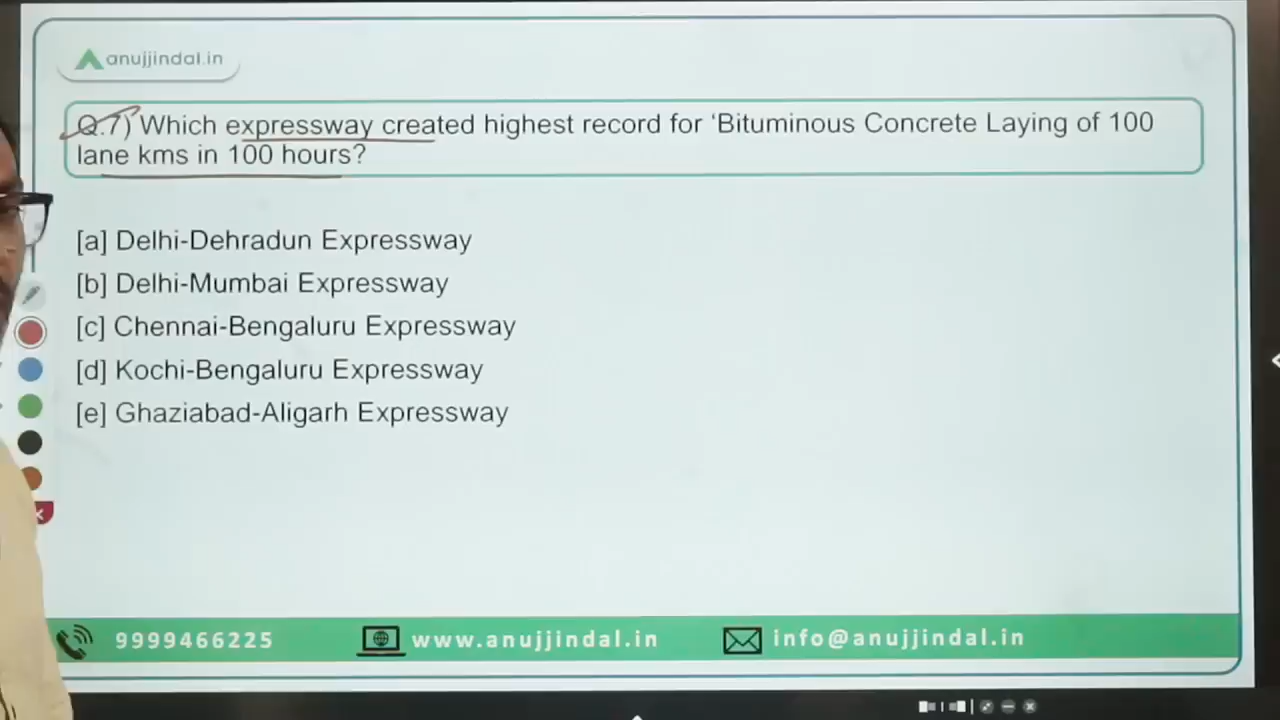 anujjindal.in
Q.7) Which expressway created highest record for ‘Bituminous Concrete Laying of 100
lane kms in 100 hours?
[a] Delhi-Dehradun Expressway
[b] Delhi-Mumbai Expressway
[c] Chennai-Bengaluru Expressway
[d] Kochi-Bengaluru Expressway
[e] Ghaziabad-Aligarh Expressway
9999466225 www.anujjindal.in info@anujjindal.in